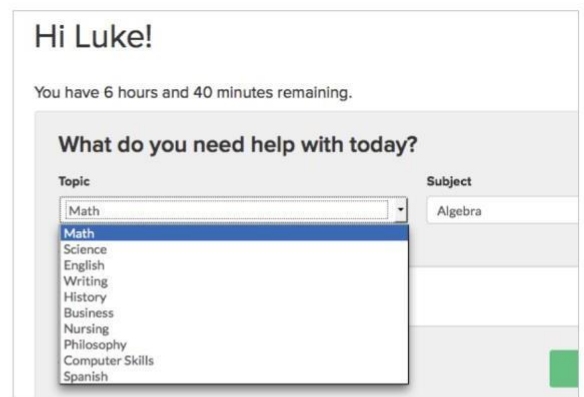 Hi Luke!
You have 6 hours and 40 minutes remaining.
What do you need help with today?
Topic
Subject
Math
Algebra
Math
Science
English
Writing
History
Business
Nursing
Philosophy
Computer Skills
Spanish